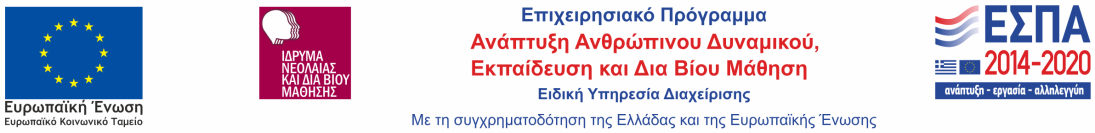 Ευρωπαϊκή Ένωση
Ευρωπαϊκό Κοινωνικό Ταμείο
ΙΔΡΥΜΑ
ΝΕΟΛΑΙΑΣ
ΚΑΙ ΔΙΑ ΒΙΟΥ
ΜΑΘΗΣΗΣ
Επιχειρησιακό Πρόγραμμα
Ανάπτυξη Ανθρώπινου Δυναμικού,
Εκπαίδευση και Δια Βίου Μάθηση
Ειδική Υπηρεσία Διαχείρισης
Με τη συγχρηματοδότηση της Ελλάδας και της Ευρωπαϊκής Ένωσης
ΕΣΠΑ
2014-2020
ανάπτυξη - εργασία - αλληλεγγύη